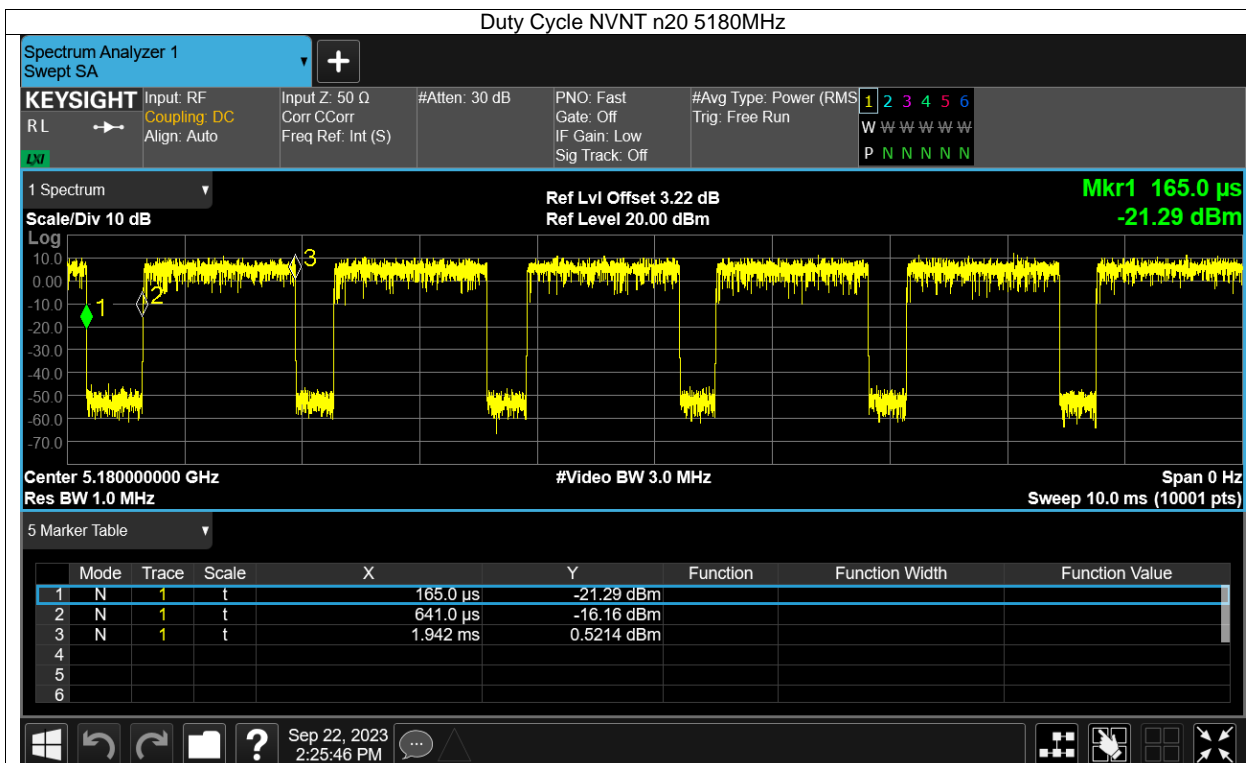 Duty Cycle NVNT n20 5180MHz
Spectrum Analyzer 1
Swept SA
KEYSIGHT
R L
LXI
Input: RF
Coupling: DC
Align: Auto
Input Z: 50 Ω
Corr CCorr
Freq Ref: Int (S)
#Atten: 30 dB
PNO: Fast
Gate: Off
IF Gain: Low
Sig Track: Off
#Avg Type: Power (RMS
Trig: Free Run
1 2 3 4 5 6
W W W W W W
P N N N N N
1 Spectrum
Scale/Div 10 dB
Ref Lvl Offset 3.22 dB
Ref Level 20.00 dBm
Mkr1 165.0 µs
-21.29 dBm
Log
10.0
0.00
-10.0
-20.0
-30.0
-40.0
-50.0
-60.0
-70.0
1
2
3
Center 5.180000000 GHz
#Video BW 3.0 MHz
Span 0 Hz
Res BW 1.0 MHz
Sweep 10.0 ms (10001 pts)
5 Marker Table
Mode Trace Scale X Y Function Function Width Function Value
1 N 1 t 165.0 µs -21.29 dBm
2 N 1 t 641.0 µs -16.16 dBm
3 N 1 t 1.942 ms 0.5214 dBm
4
5
6
?
Sep 22, 2023
2:25:46 PM